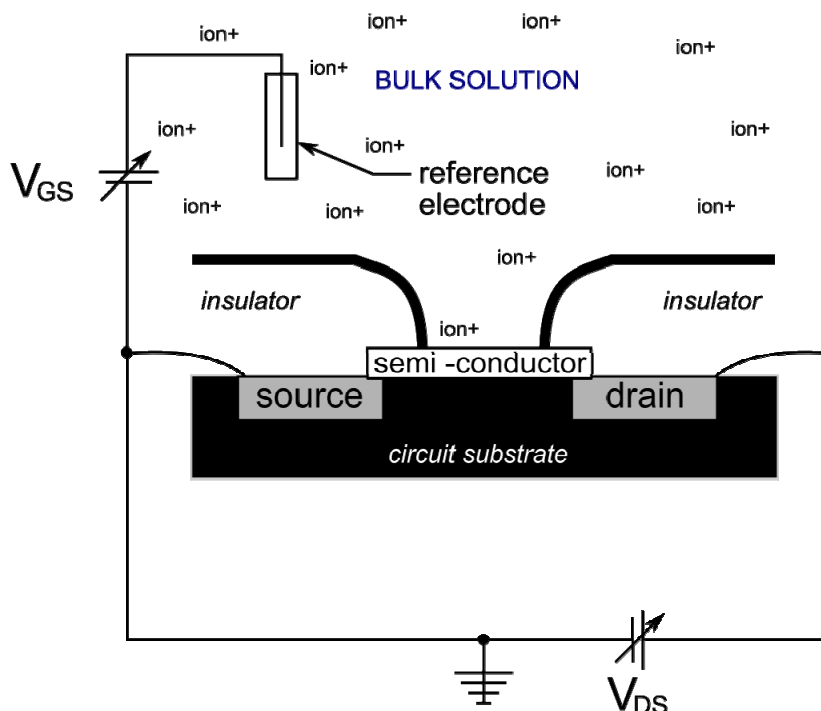 ion+
ion+
ion+
ion+
ion+
BULK SOLUTION
ion+
ion+
ion+
ion+
VGS
reference
electrode
ion+
ion+
ion+
ion+
insulator
insulator
ion+
semi -conductor
source
drain
circuit substrate
VDS